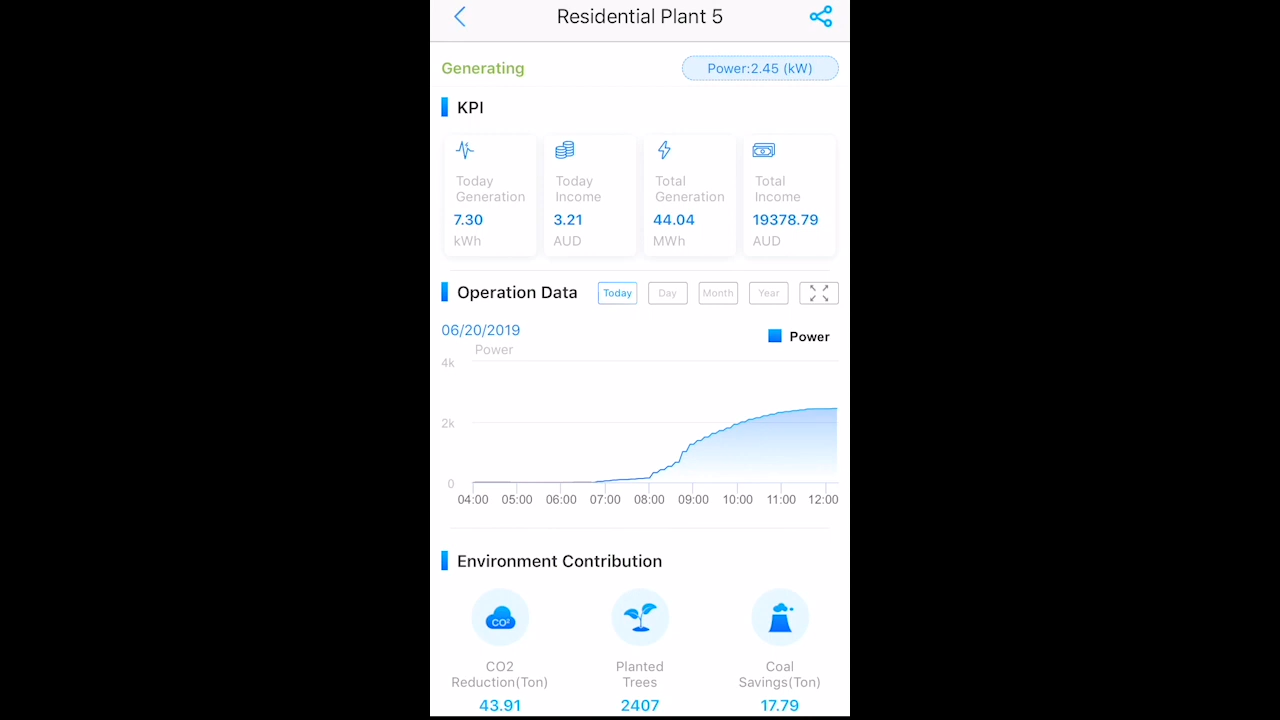 Residential Plant 5
Generating
Power:2.45 (kW)
KPI
Today
Generation
7.30
kWh
Today
Income
3.21
AUD
Total
Generation
44.04
MWh
Total
Income
19378.79
AUD
Operation Data
Today
Day
Month
Year
06/20/2019
Power
Power
4k
2k
0
04:00 05:00 06:00 07:00 08:00 09:00 10:00 11:00 12:00
Environment Contribution
CO²
CO2
Reduction(Ton)
43.91
Planted
Trees
2407
Coal
Savings(Ton)
17.79